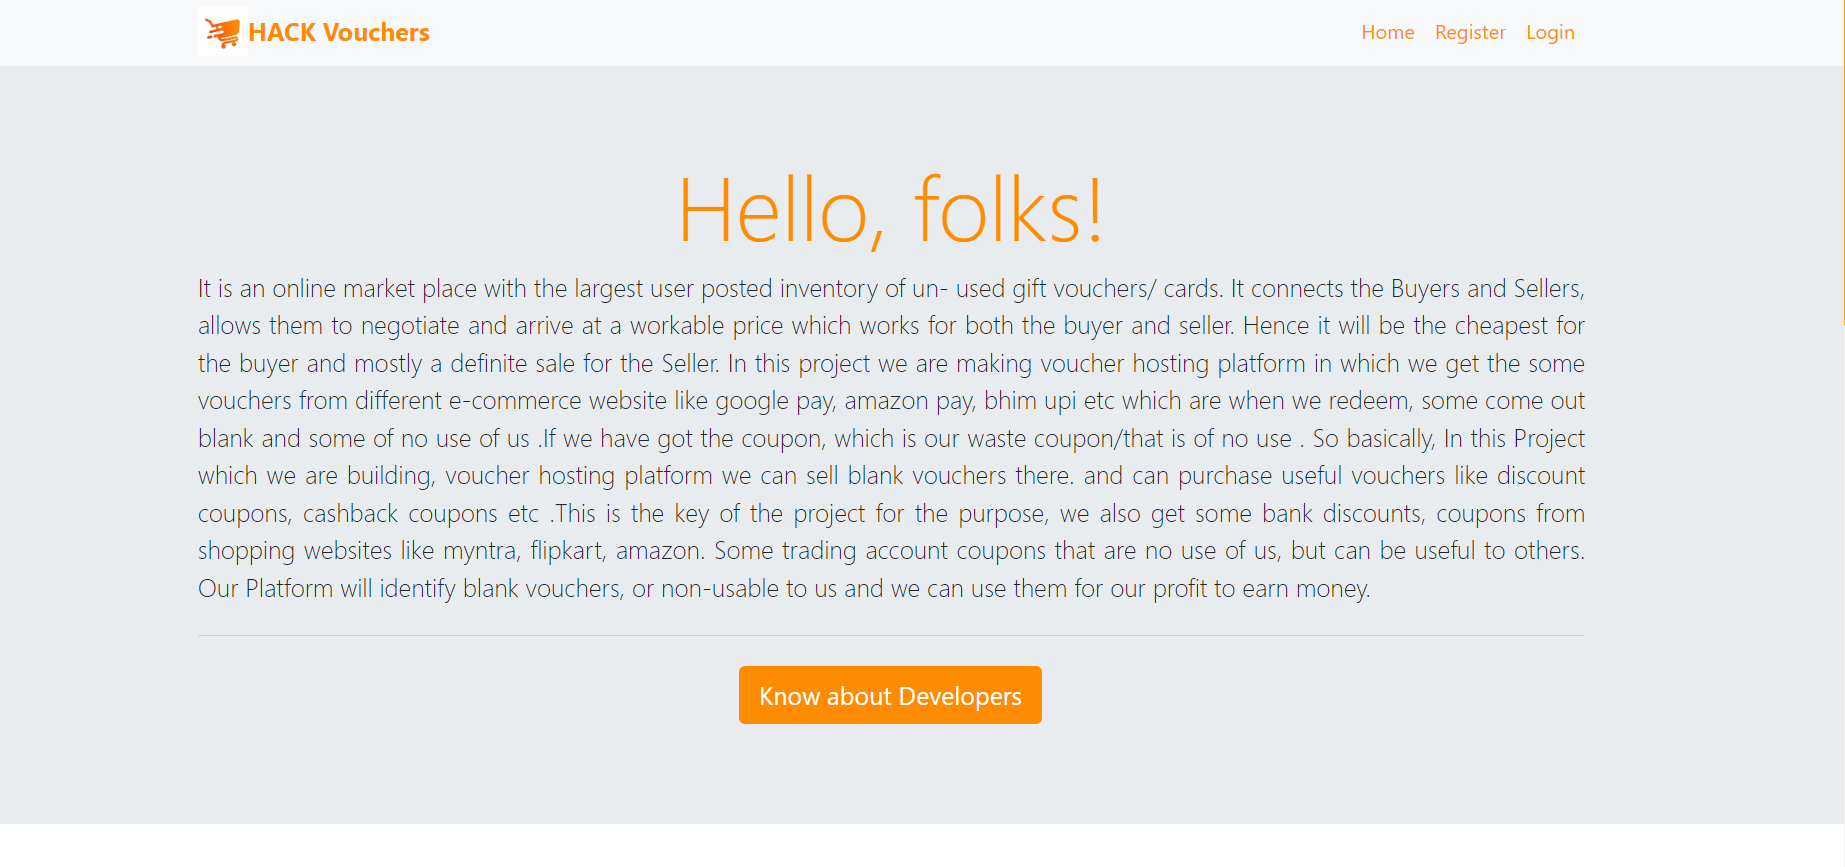 HACK Vouchers
Home Register Login
Hello, folks!
It is an online market place with the largest user posted inventory of un- used gift vouchers/ cards. It connects the Buyers and Sellers,
allows them to negotiate and arrive at a workable price which works for both the buyer and seller. Hence it will be the cheapest for
the buyer and mostly a definite sale for the Seller. In this project we are making voucher hosting platform in which we get the some
vouchers from different e-commerce website like google pay, amazon pay, bhim upi etc which are when we redeem, some come out
blank and some of no use of us .If we have got the coupon, which is our waste coupon/that is of no use . So basically, In this Project
which we are building, voucher hosting platform we can sell blank vouchers there. and can purchase useful vouchers like discount
coupons, cashback coupons etc .This is the key of the project for the purpose, we also get some bank discounts, coupons from
shopping websites like myntra, flipkart, amazon. Some trading account coupons that are no use of us, but can be useful to others.
Our Platform will identify blank vouchers, or non-usable to us and we can use them for our profit to earn money.
Know about Developers